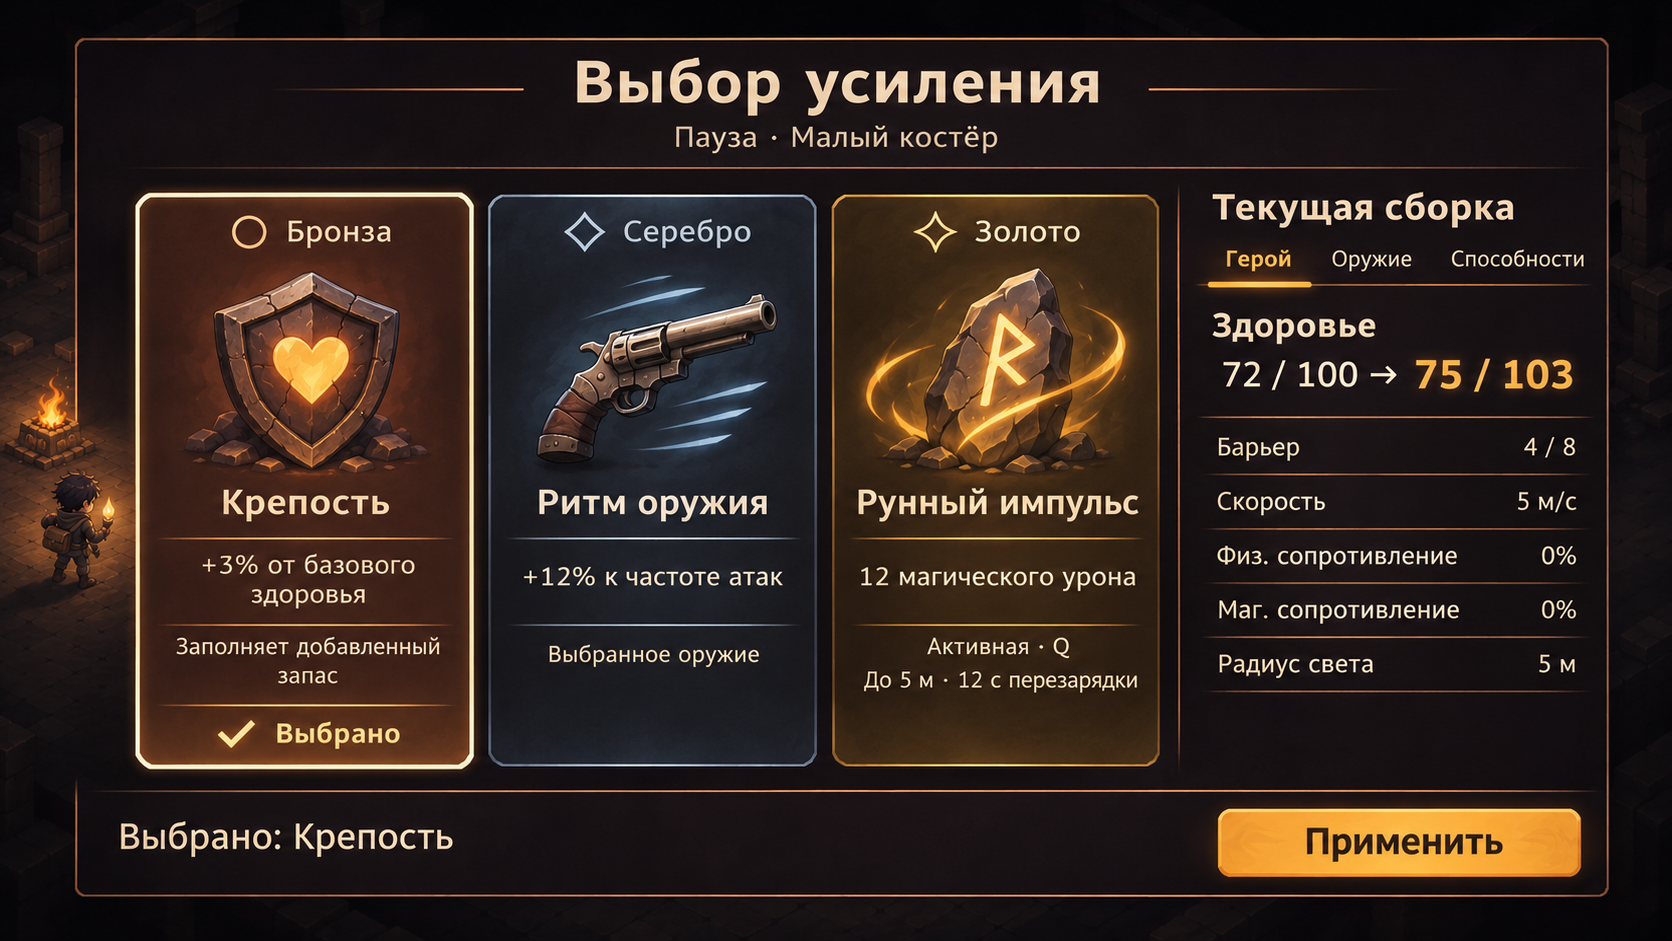 Выбор усиления
Пауза · Малый костёр
Бронза
Крепость
+3% от базового
здоровья
Заполняет добавленный
запас
Выбрано
Серебро
Ритм оружия
+12% к частоте атак
Выбранное оружие
Золото
Рунный импульс
12 магического урона
Активная · Q
До 5 м · 12 с перезарядки
Текущая сборка
Герой Оружие Способности
Здоровье
72 / 100 → 75 / 103
Барьер 4 / 8
Скорость 5 м/с
Физ. сопротивление 0%
Маг. сопротивление 0%
Радиус света 5 м
Выбрано: Крепость
Применить